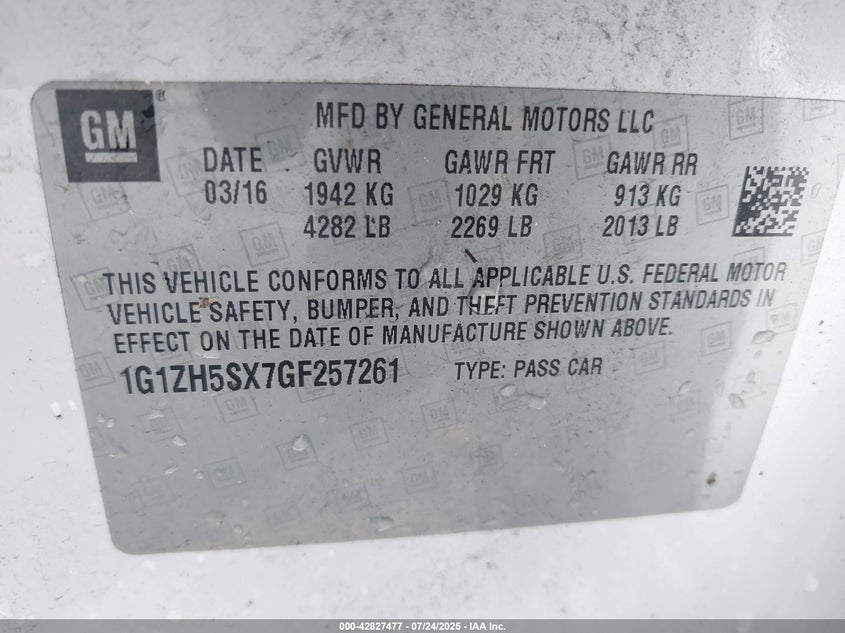 GM
MFD BY GENERAL MOTORS LLC
DATE GVWR GAWR FRT GAWR RR
03/16 1942 KG 1029 KG 913 KG
4282 LB 2269 LB 2013 LB
THIS VEHICLE CONFORMS TO ALL APPLICABLE U.S. FEDERAL MOTOR
VEHICLE SAFETY, BUMPER, AND THEFT PREVENTION STANDARDS IN
EFFECT ON THE DATE OF MANUFACTURE SHOWN ABOVE.
1G1ZH5SX7GF257261 TYPE: PASS CAR
000-42827477 - 07/24/2025 - IAA Inc.